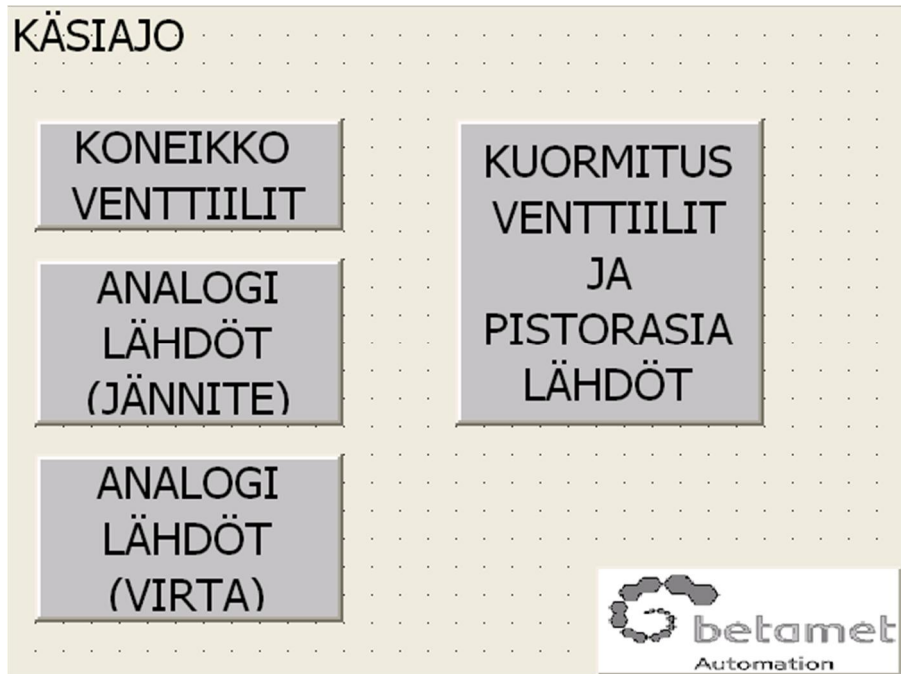 KÄSIAJO
KONEIKKO
VENTTIILIT
ANALOGI
LÄHDÖT
(JÄNNITE)
ANALOGI
LÄHDÖT
(VIRTA)
KUORMITUS
VENTTIILIT
JA
PISTORASIA
LÄHDÖT
betamet
Automation